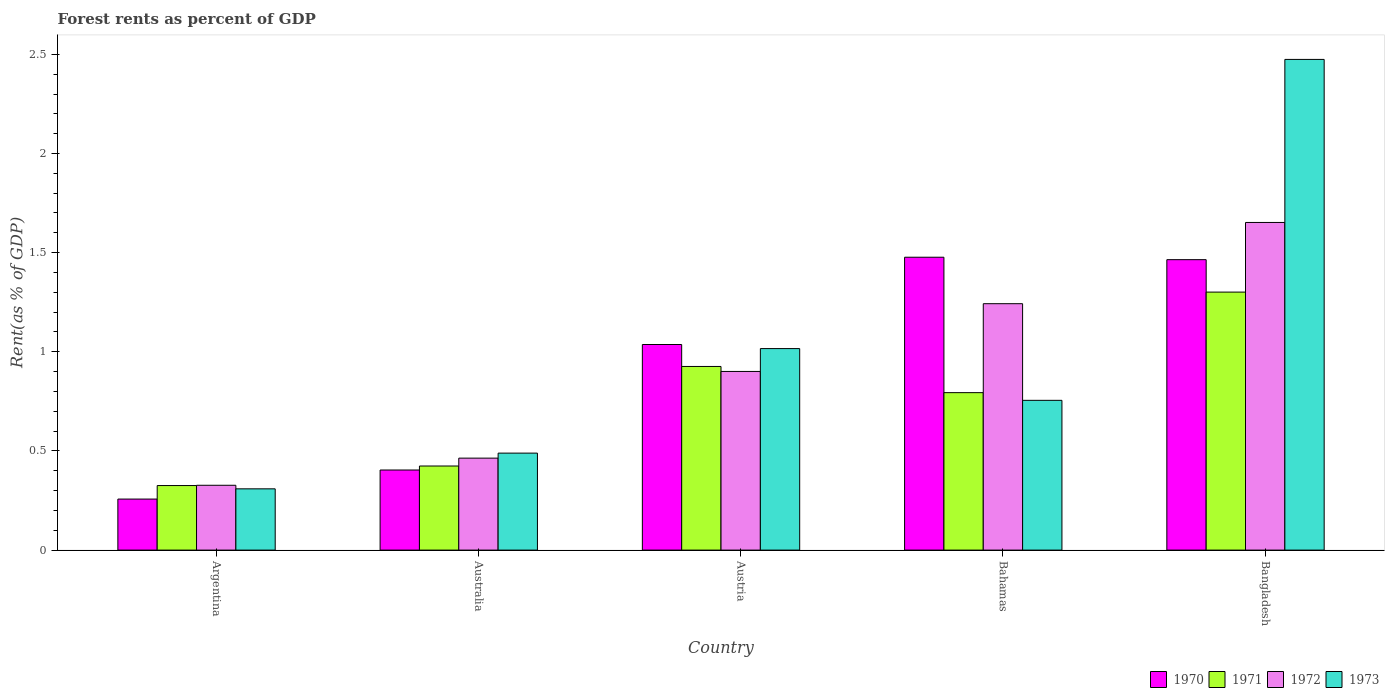 Forest rents as percent of GDP
Rent(as % of GDP)
2.5
2
1.5
1
0.5
0
Argentina
Australia
Austria
Bahamas
Bangladesh
Country
1970
1971
1972
1973